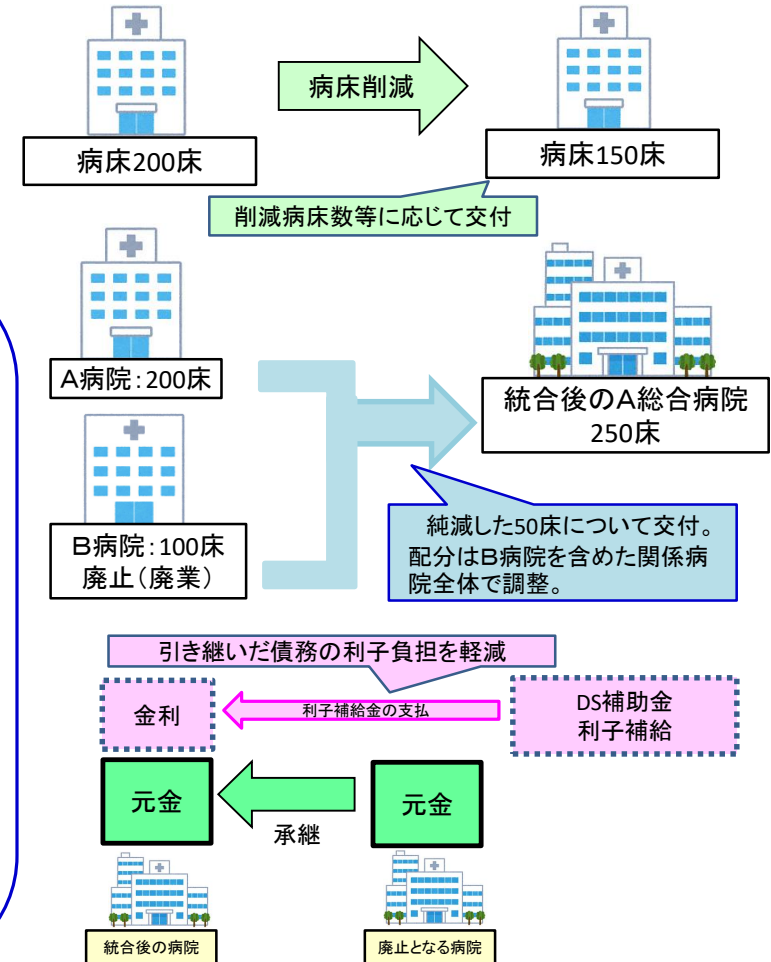 病床削減
病床200床
病床150床
削減病床数等に応じて交付
A病院:200床
統合後のA総合病院
250床
B病院:100床
廃止(廃業)
純減した50床について交付。
配分はB病院を含めた関係病
院全体で調整。
引き継いだ債務の利子負担を軽減
金利
利子補給金の支払
DS補助金
利子補給
元金
元金
承継
統合後の病院
廃止となる病院